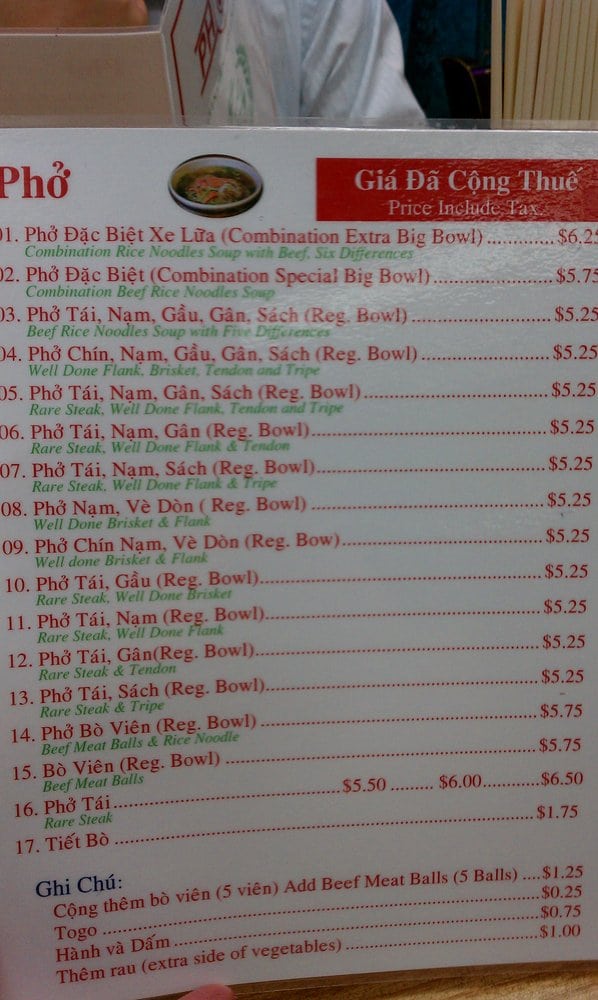 PH
Phở
Giá Đã Cộng Thuế
Price Include Tax.
01. Phở Đặc Biệt Xe Lữa (Combination Extra Big Bowl) ............. $6.25
Combination Rice Noodles Soup with Beef, Six Differences
02. Phở Đặc Biệt (Combination Special Big Bowl) ............. $5.75
Combination Beef Rice Noodles Soup
03. Phở Tái, Nạm, Gầu, Gân, Sách (Reg. Bowl) ............. $5.25
Beef Rice Noodles Soup with Five Differences
04. Phở Chín, Nạm, Gầu, Gân, Sách (Reg. Bowl) ............. $5.25
Well Done Flank, Brisket, Tendon and Tripe
05. Phở Tái, Nạm, Gân, Sách (Reg. Bowl) ............. $5.25
Rare Steak, Well Done Flank, Tendon and Tripe
06. Phở Tái, Nạm, Gân (Reg. Bowl) ............. $5.25
Rare Steak, Well Done Flank & Tendon
07. Phở Tái, Nạm, Sách (Reg. Bowl) ............. $5.25
Rare Steak, Well Done Flank & Tripe
08. Phở Nạm, Vè Dòn ( Reg. Bowl) ............. $5.25
Well Done Brisket & Flank
09. Phở Chín Nạm, Vè Dòn (Reg. Bow) ............. $5.25
Well done Brisket & Flank
10. Phở Tái, Gầu (Reg. Bowl) ............. $5.25
Rare Steak, Well Done Brisket
11. Phở Tái, Nạm (Reg. Bowl) ............. $5.25
Rare Steak, Well Done Flank
12. Phở Tái, Gân(Reg. Bowl) ............. $5.25
Rare Steak & Tendon
13. Phở Tái, Sách (Reg. Bowl) ............. $5.25
Rare Steak & Tripe
14. Phở Bò Viên (Reg. Bowl) ............. $5.75
Beef Meat Balls & Rice Noodle
15. Bò Viên (Reg. Bowl) ............. $5.75
Beef Meat Balls
16. Phở Tái ............. $5.50 ......... $6.00 ............. $6.50
Rare Steak
17. Tiết Bò ............. $1.75
Ghi Chú:
Cộng thêm bò viên (5 viên) Add Beef Meat Balls (5 Balls) .... $1.25
Togo ............. $0.25
Hành và Dấm ............. $0.75
Thêm rau (extra side of vegetables) ............. $1.00